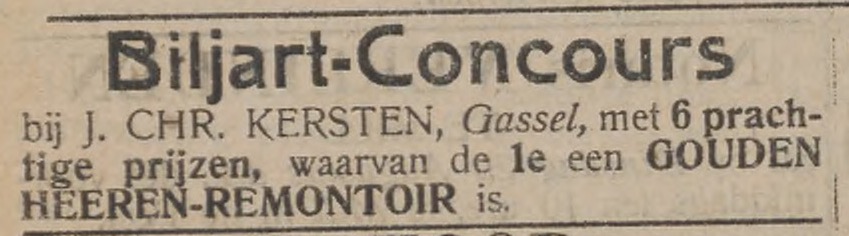 Biljart-Concours
bij J. CHR. KERSTEN, Gassel, met 6 prach-
tige prijzen, waarvan de 1e een GOUDEN
HEEREN-REMONTOIR is.